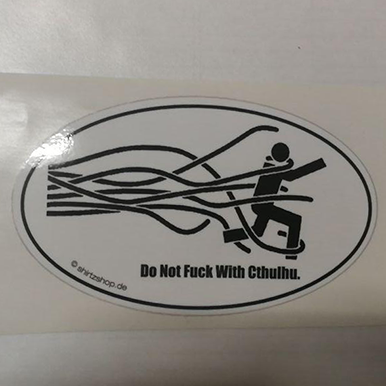 Do Not Fuck With Cthulhu.
© shirtzshop.de